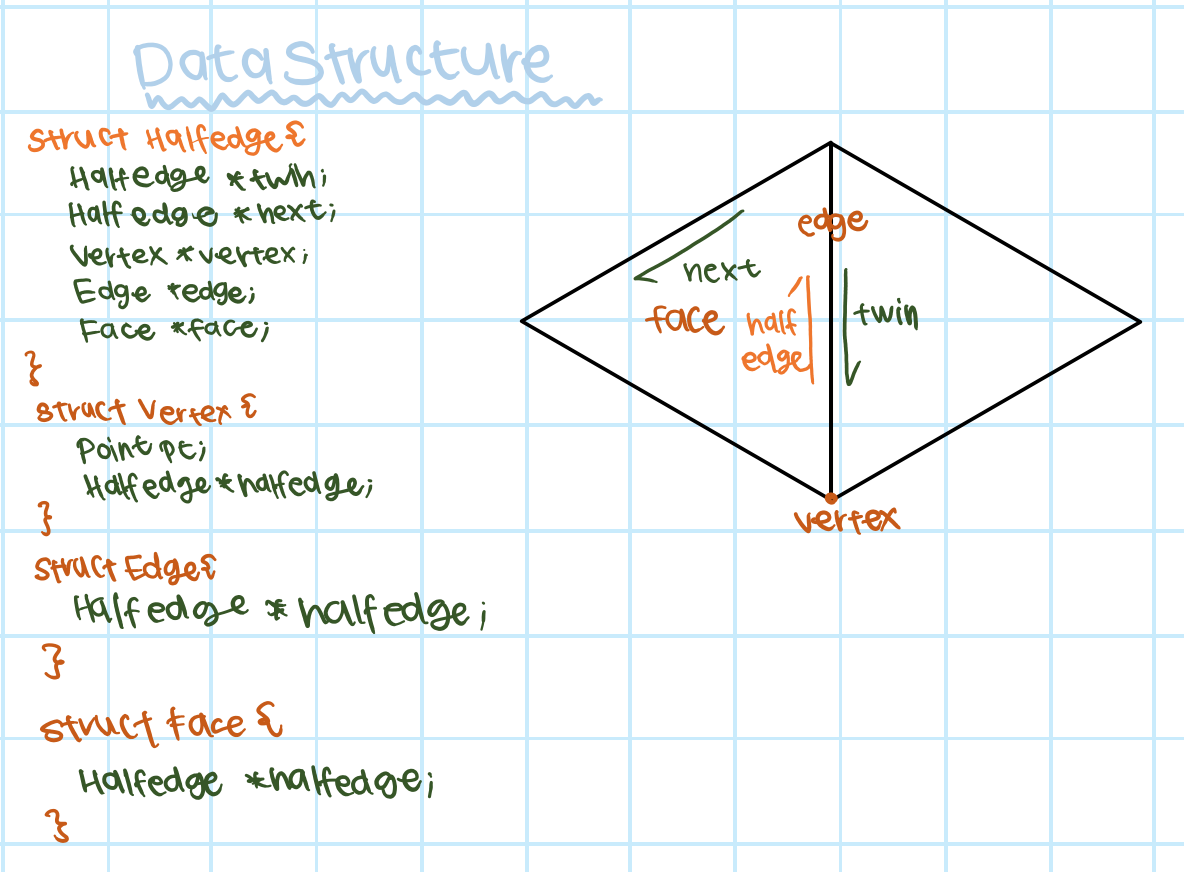 Data Structure
struct Halfedge {
Halfedge *twin;
Halfedge *next;
Vertex *vertex;
Edge *edge;
Face *face;
}
struct Vertex {
Point pt;
Halfedge *halfedge;
}
struct Edge {
Halfedge *halfedge;
}
struct Face {
Halfedge *halfedge;
}
edge
next
face
half
edge
twin
vertex